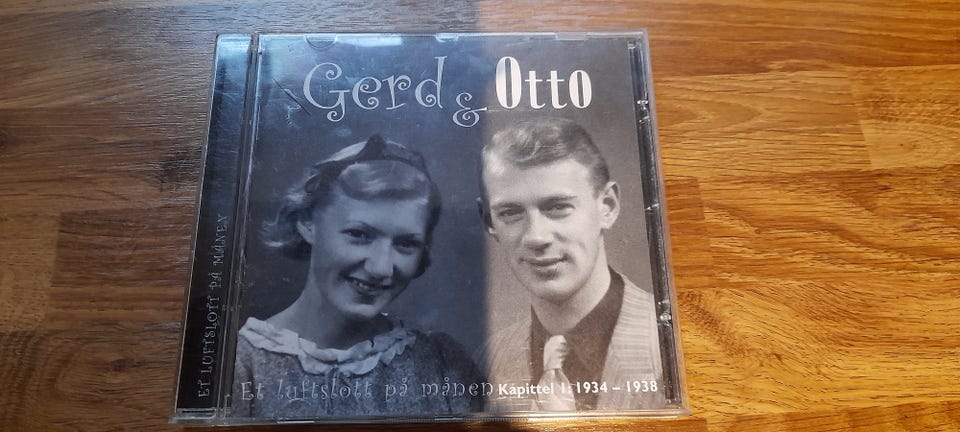 Gerd & Otto
Et luftslott på månen Kapittel 1: 1934 – 1938
ET LUFTSLOTT PÅ MÅNEN